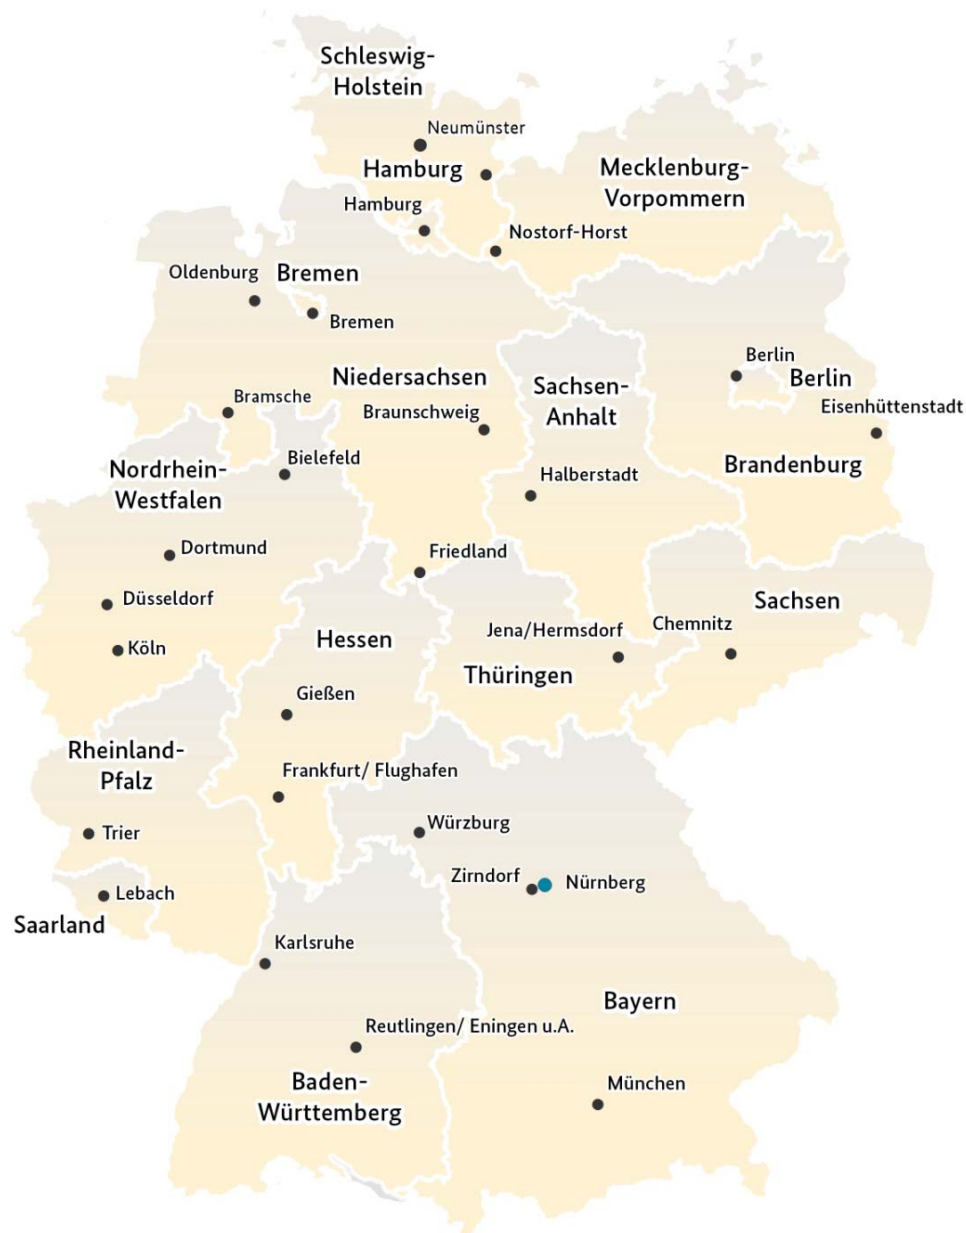 Schleswig-
Holstein
Neumünster
Hamburg
Mecklenburg-
Vorpommern
Hamburg
Nostorf-Horst
Oldenburg
Bremen
Bremen
Niedersachsen
Berlin
Berlin
Sachsen-
Anhalt
Bramsche
Braunschweig
Eisenhüttenstadt
Nordrhein-
Westfalen
Bielefeld
Halberstadt
Brandenburg
Dortmund
Friedland
Düsseldorf
Sachsen
Köln
Hessen
Jena/Hermsdorf
Chemnitz
Thüringen
Gießen
Rheinland-
Pfalz
Frankfurt/ Flughafen
Trier
Würzburg
Zirndorf
Nürnberg
Lebach
Saarland
Karlsruhe
Bayern
Reutlingen/ Eningen u.A.
Baden-
Württemberg
München